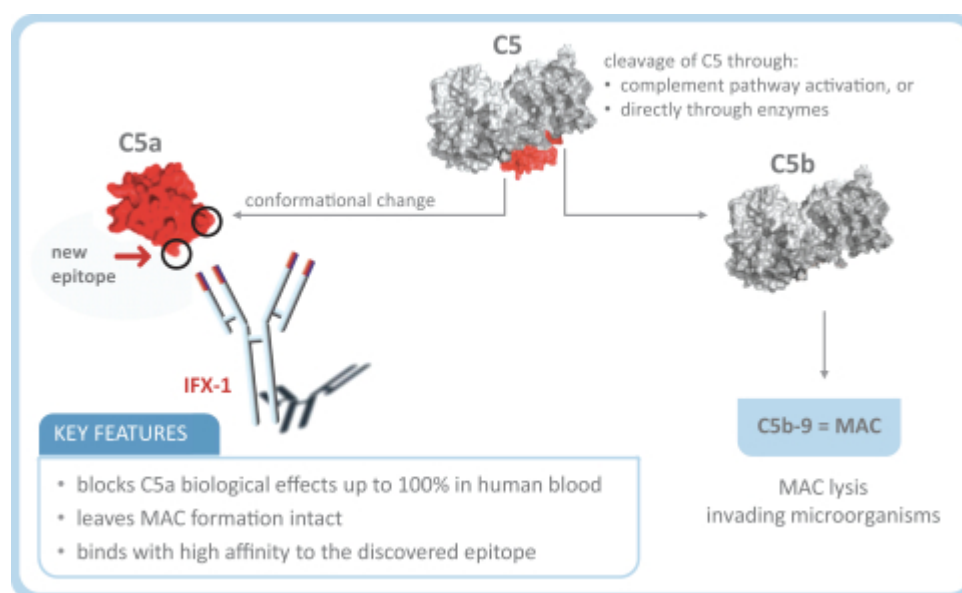 C5
cleavage of C5 through:
• complement pathway activation, or
• directly through enzymes
C5a
C5b
conformational change
new
epitope
IFX-1
KEY FEATURES
• blocks C5a biological effects up to 100% in human blood
• leaves MAC formation intact
• binds with high affinity to the discovered epitope
C5b-9 = MAC
MAC lysis
invading microorganisms